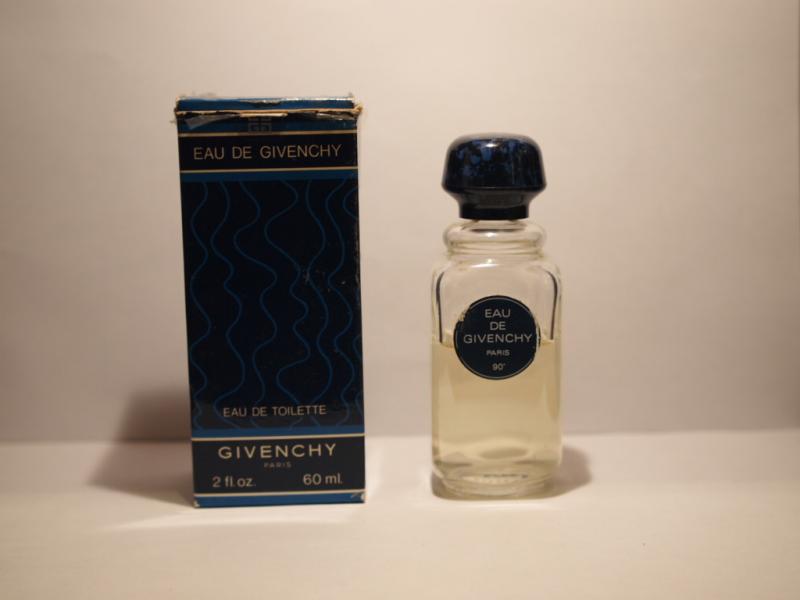 EAU DE GIVENCHY
EAU DE TOILETTE
GIVENCHY
PARIS
2 fl.oz. 60 ml.
EAU
DE
GIVENCHY
PARIS
90°